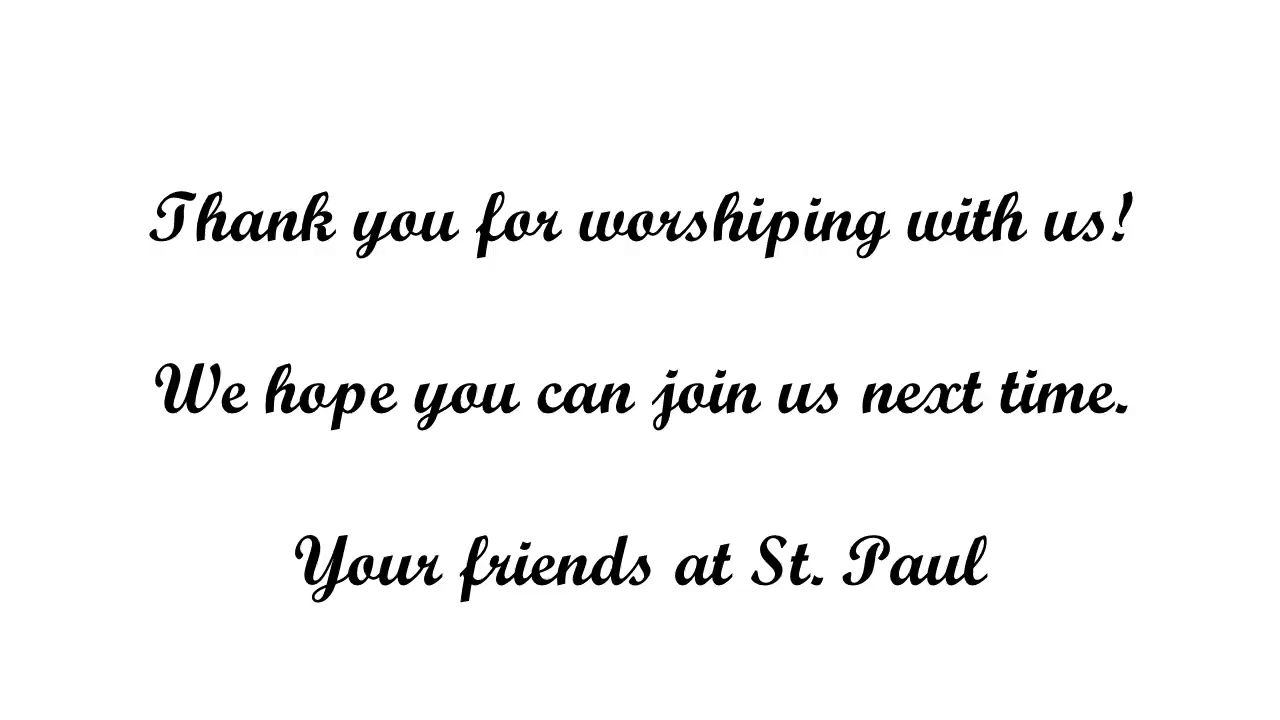 Thank you for worshiping with us!
We hope you can join us next time.
Your friends at St. Paul